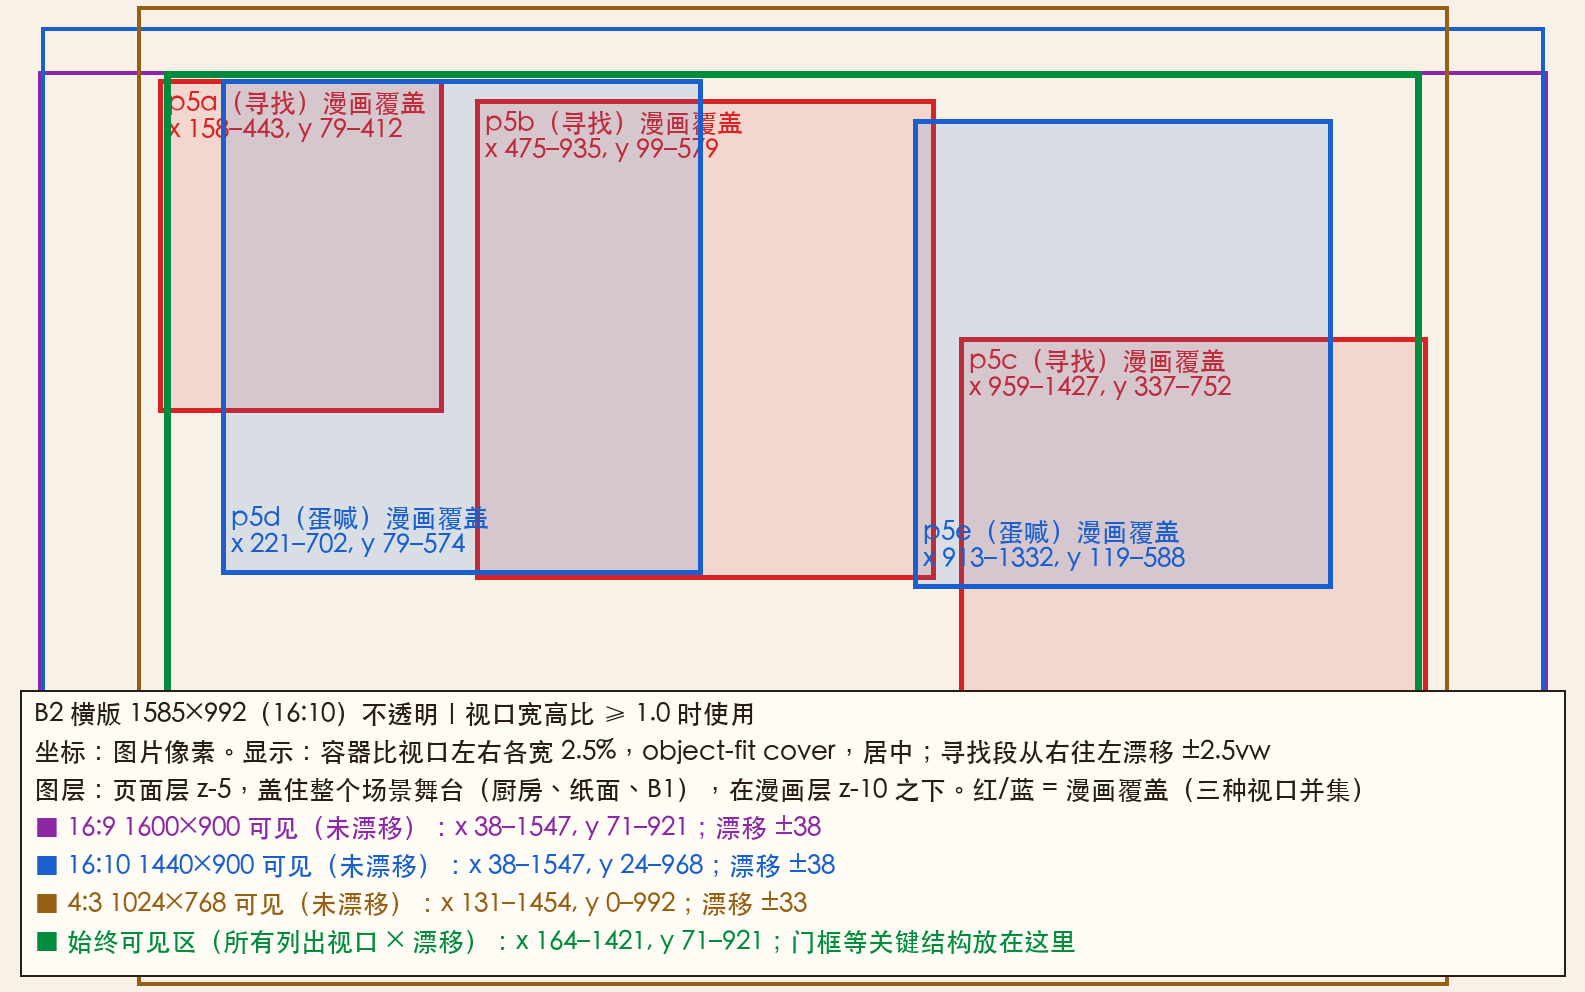 p5a（寻找）漫画覆盖
x 158–443, y 79–412
p5b（寻找）漫画覆盖
x 475–935, y 99–579
p5c（寻找）漫画覆盖
x 959–1427, y 337–752
p5d（蛋喊）漫画覆盖
x 221–702, y 79–574
p5e（蛋喊）漫画覆盖
x 913–1332, y 119–588
B2 横版 1585×992（16:10）不透明 | 视口宽高比 ≥ 1.0 时使用
坐标：图片像素。显示：容器比视口左右各宽 2.5%，object-fit cover，居中；寻找段从右往左漂移 ±2.5vw
图层：页面层 z-5，盖住整个场景舞台（厨房、纸面、B1），在漫画层 z-10 之下。红/蓝 = 漫画覆盖（三种视口并集）
■ 16:9 1600×900 可见（未漂移）：x 38–1547, y 71–921；漂移 ±38
■ 16:10 1440×900 可见（未漂移）：x 38–1547, y 24–968；漂移 ±38
■ 4:3 1024×768 可见（未漂移）：x 131–1454, y 0–992；漂移 ±33
■ 始终可见区（所有列出视口 × 漂移）：x 164–1421, y 71–921；门框等关键结构放在这里